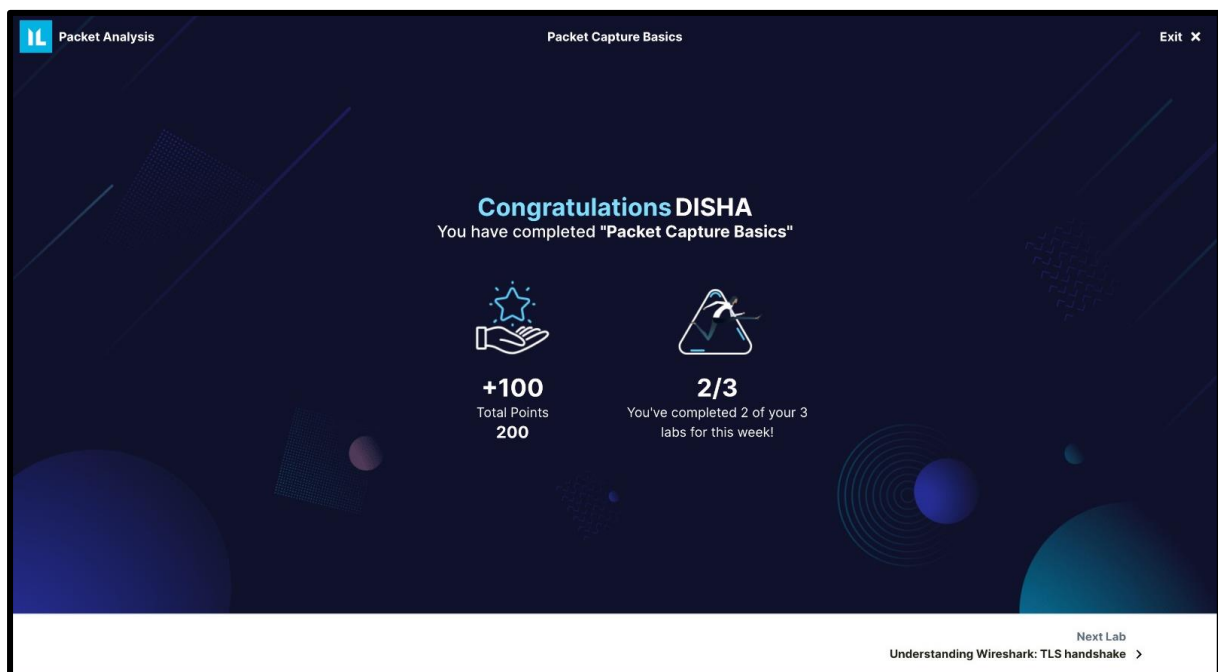 IL Packet Analysis
Packet Capture Basics
Exit ×
Congratulations DISHA
You have completed "Packet Capture Basics"
+100
Total Points
200
2/3
You've completed 2 of your 3
labs for this week!
Next Lab
Understanding Wireshark: TLS handshake >